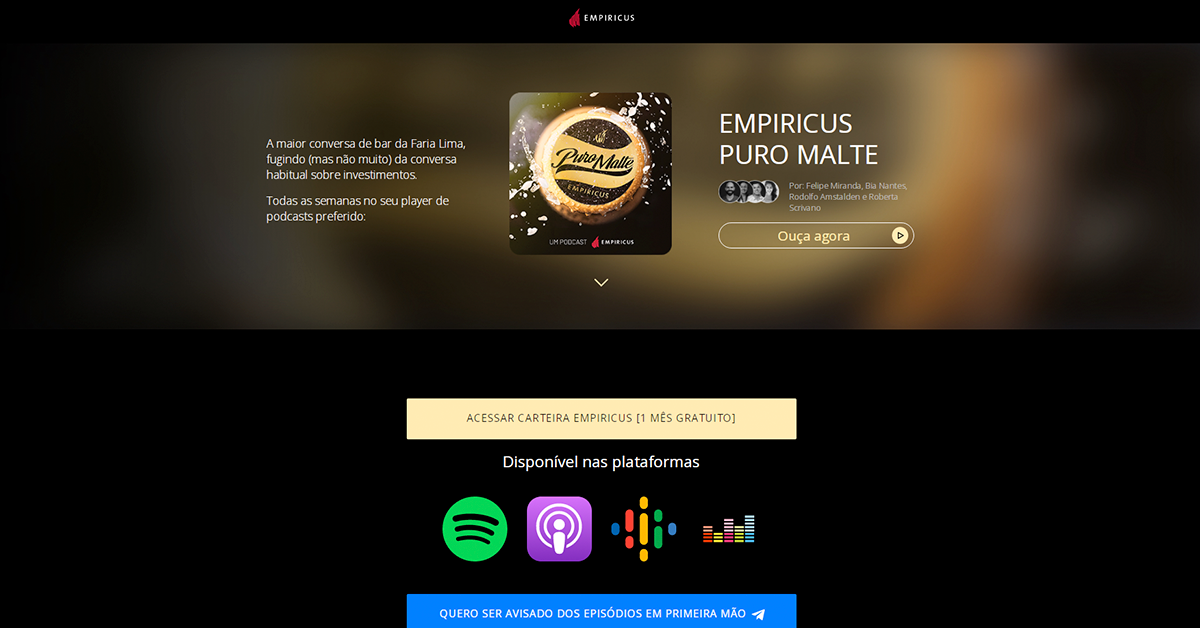 EMPIRICUS
A maior conversa de bar da Faria Lima,
fugindo (mas não muito) da conversa
habitual sobre investimentos.
Todas as semanas no seu player de
podcasts preferido:
Puro Malte
EMPIRICUS
UM PODCAST EMPIRICUS
EMPIRICUS
PURO MALTE
Por: Felipe Miranda, Bia Nantes,
Rodolfo Amstalden e Roberta
Scrivano
Ouça agora
ACESSAR CARTEIRA EMPIRICUS [1 MÊS GRATUITO]
Disponível nas plataformas
QUERO SER AVISADO DOS EPISÓDIOS EM PRIMEIRA MÃO